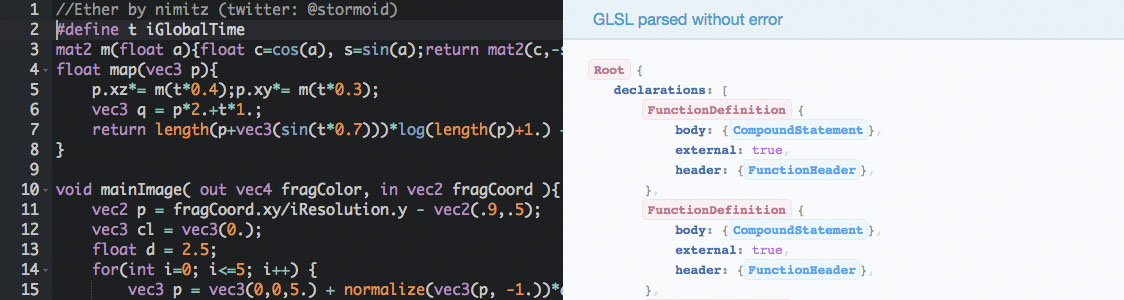 1 //Ether by nimitz (twitter: @stormoid)
2 #define t iGlobalTime
3 mat2 m(float a){float c=cos(a), s=sin(a);return mat2(c,-s
4 float map(vec3 p){
5 p.xz*= m(t*0.4);p.xy*= m(t*0.3);
6 vec3 q = p*2.+t*1.;
7 return length(p+vec3(sin(t*0.7)))*log(length(p)+1.)
8 }
9
10 void mainImage( out vec4 fragColor, in vec2 fragCoord ){
11 vec2 p = fragCoord.xy/iResolution.y - vec2(.9,.5);
12 vec3 cl = vec3(0.);
13 float d = 2.5;
14 for(int i=0; i<=5; i++) {
15 vec3 p = vec3(0,0,5.) + normalize(vec3(p, -1.))*
GLSL parsed without error
Root {
declarations: [
FunctionDefinition {
body: {CompoundStatement},
external: true,
header: {FunctionHeader},
},
FunctionDefinition {
body: {CompoundStatement},
external: true,
header: {FunctionHeader},
},